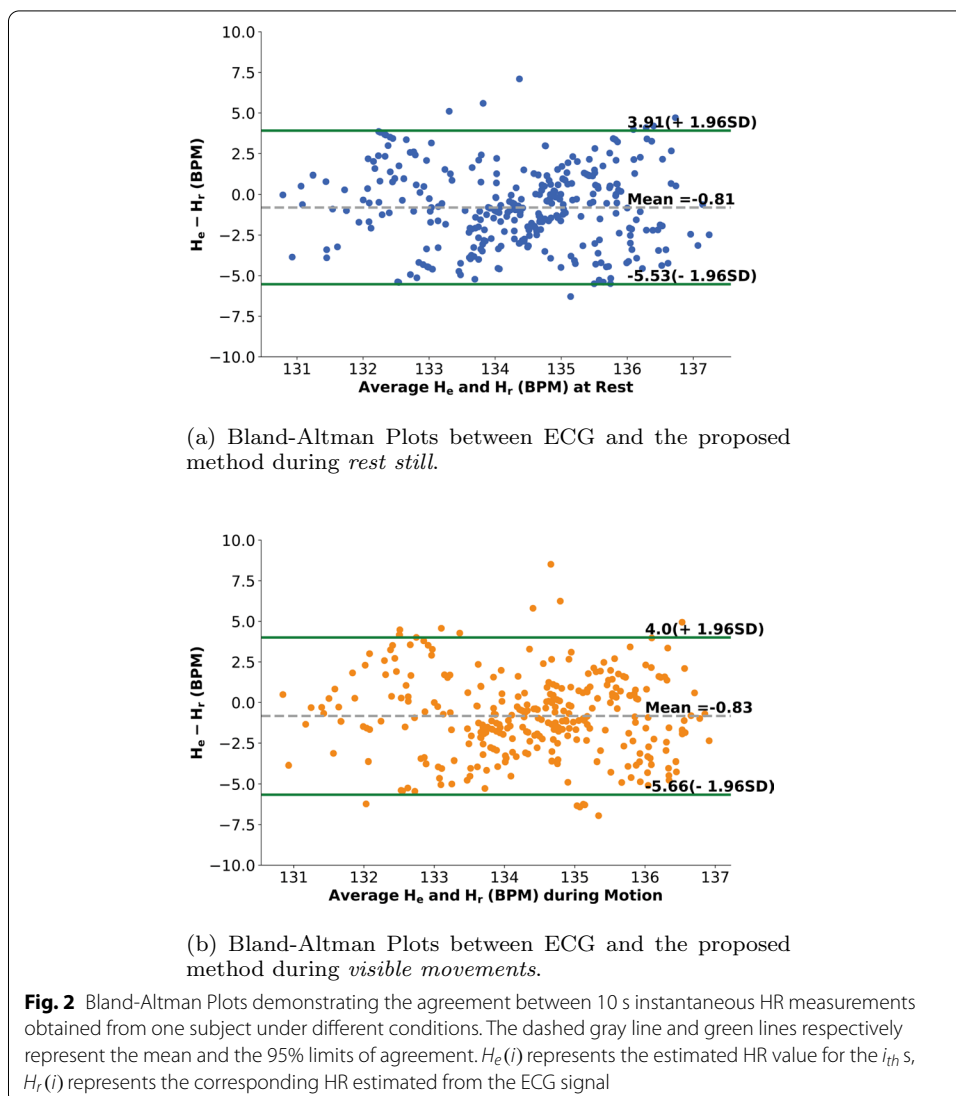 10.0
7.5
5.0
2.5
0.0
−2.5
−5.0
−7.5
−10.0
Hₑ − Hᵣ (BPM)
3.91(+ 1.96SD)
Mean =-0.81
-5.53(- 1.96SD)
131 132 133 134 135 136 137
Average Hₑ and Hᵣ (BPM) at Rest
(a) Bland-Altman Plots between ECG and the proposed
method during rest still.
10.0
7.5
5.0
2.5
0.0
−2.5
−5.0
−7.5
−10.0
Hₑ − Hᵣ (BPM)
4.0(+ 1.96SD)
Mean =-0.83
-5.66(- 1.96SD)
131 132 133 134 135 136 137
Average Hₑ and Hᵣ (BPM) during Motion
(b) Bland-Altman Plots between ECG and the proposed
method during visible movements.
Fig. 2 Bland-Altman Plots demonstrating the agreement between 10 s instantaneous HR measurements
obtained from one subject under different conditions. The dashed gray line and green lines respectively
represent the mean and the 95% limits of agreement. Hₑ(i) represents the estimated HR value for the iₜₕ s,
Hᵣ(i) represents the corresponding HR estimated from the ECG signal